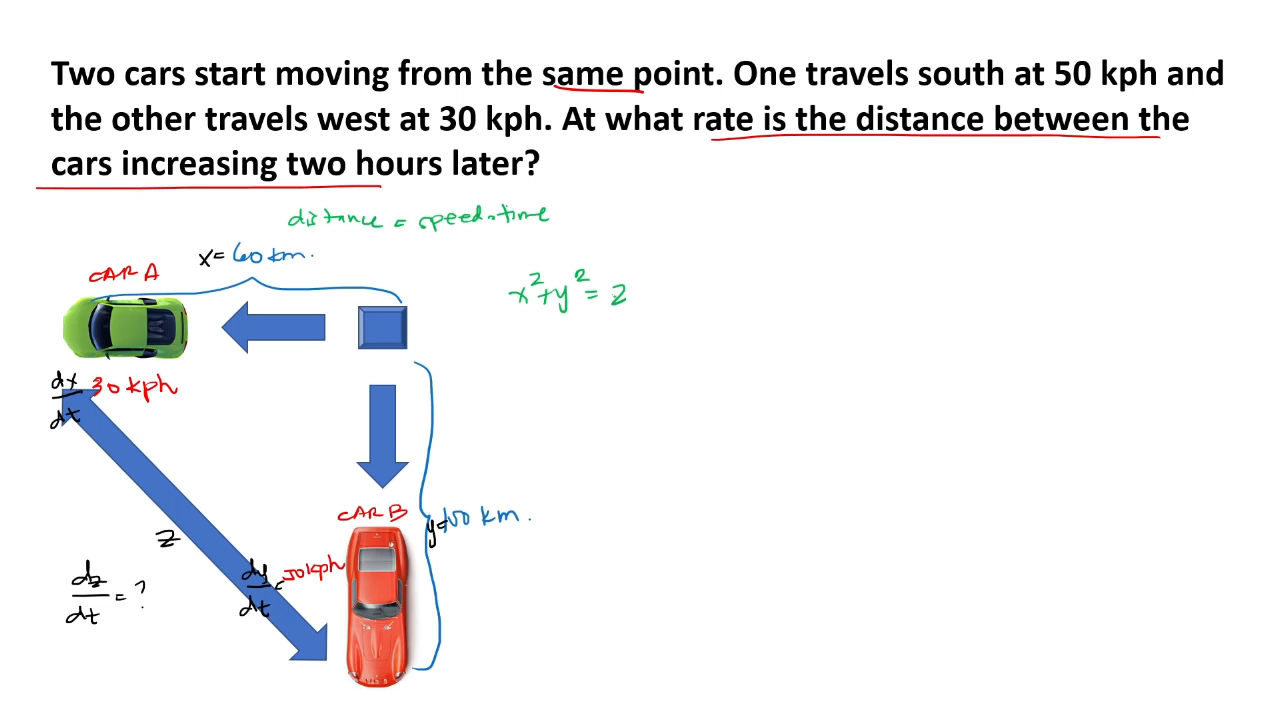 Two cars start moving from the same point. One travels south at 50 kph and
the other travels west at 30 kph. At what rate is the distance between the
cars increasing two hours later?
distance = speed · time
x= 60 km.
CAR A
x² + y² = z
dx/dt 30 kph
CAR B
y= 100 km.
z
dy/dt = 50 kph
dz/dt = ?